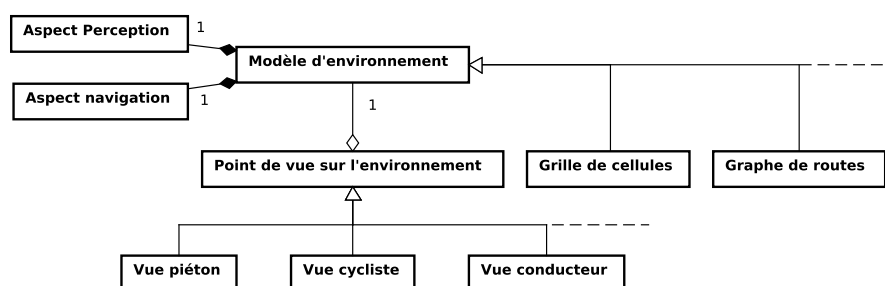 Aspect Perception
1
Modèle d'environnement
Aspect navigation
1
1
Point de vue sur l'environnement
Grille de cellules
Graphe de routes
Vue piéton
Vue cycliste
Vue conducteur